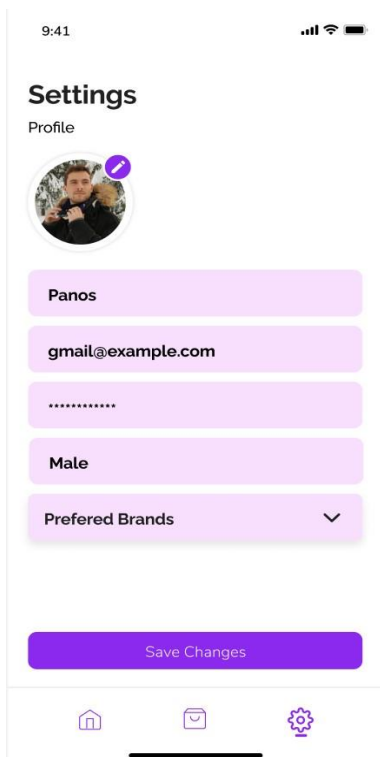 9:41
Settings
Profile
Panos
gmail@example.com
************
Male
Prefered Brands
Save Changes